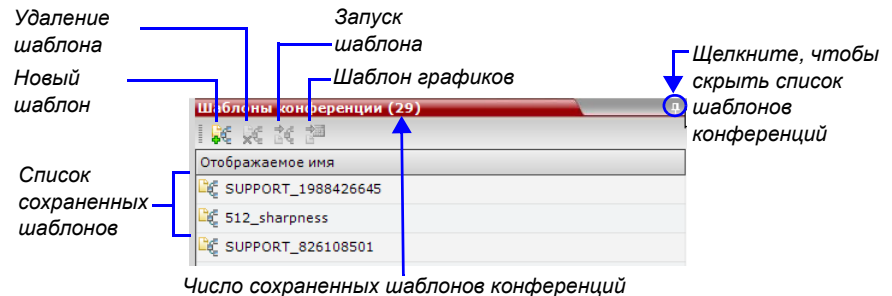 Удаление
шаблона
Запуск
шаблона
Новый
шаблон
Шаблон графиков
Щелкните, чтобы
скрыть список
шаблонов
конференций
Шаблоны конференции (29)
Отображаемое имя
Список
сохраненных
шаблонов
SUPPORT_1988426645
512_sharpness
SUPPORT_826108501
Число сохраненных шаблонов конференций